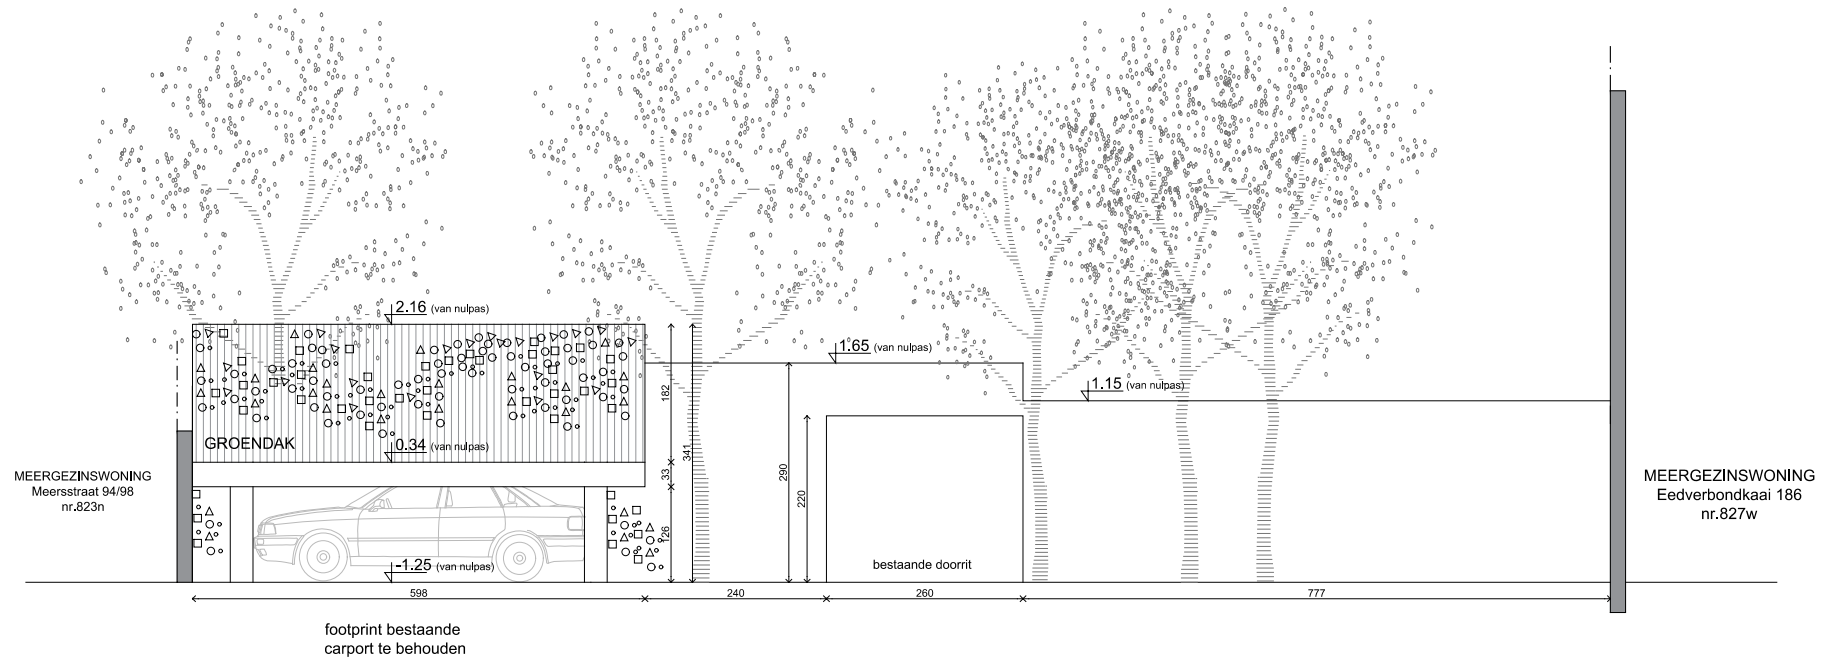 2.16 (van nulpas)
1.65 (van nulpas)
1.15 (van nulpas)
182
GROENDAK
0.34 (van nulpas)
341
33
290
220
126
MEERGEZINSWONING
Meersstraat 94/98
nr.823n
MEERGEZINSWONING
Eedverbondkaai 186
nr.827w
-1.25 (van nulpas)
bestaande doorrit
598
240
260
777
footprint bestaande
carport te behouden